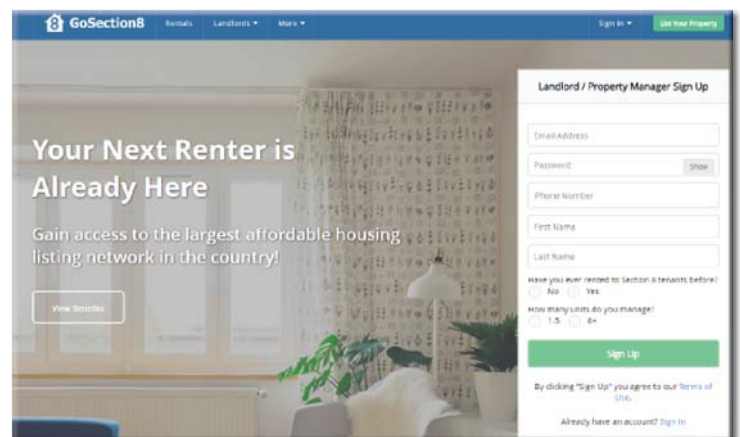 8 GoSection8 Rentals Landlords More Sign In List Your Property
Your Next Renter is
Already Here
Gain access to the largest affordable housing
listing network in the country!
View Benefits
Landlord / Property Manager Sign Up
Email Address
Password Show
Phone Number
First Name
Last Name
Have you ever rented to Section 8 tenants before?
No Yes
How many units do you manage?
1-5 6+
Sign Up
By clicking "Sign Up" you agree to our Terms of
Use.
Already have an account? Sign In